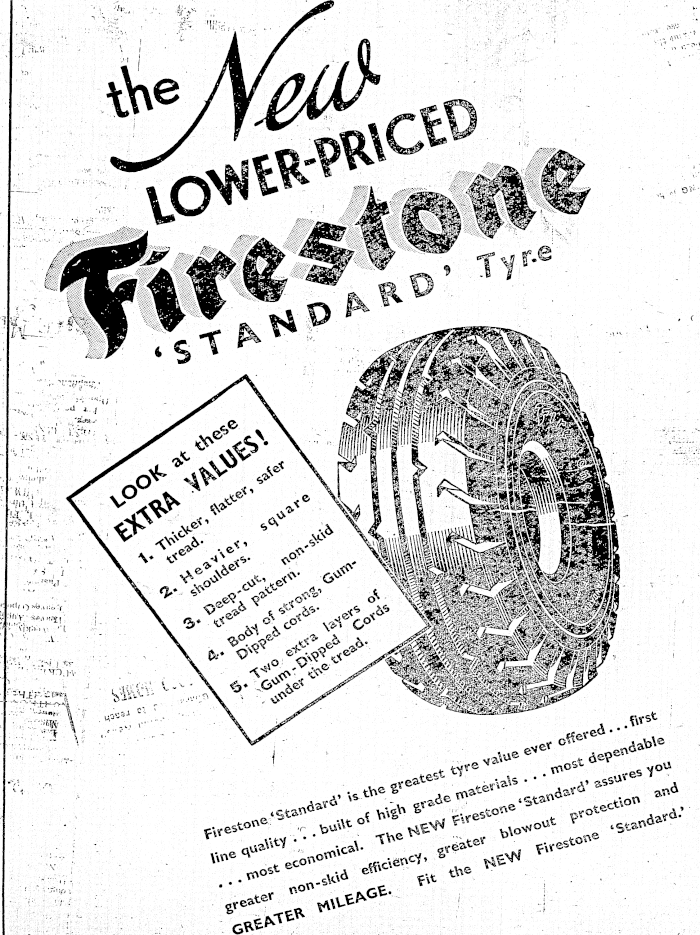 the New
LOWER-PRICED
Firestone
'STANDARD' Tyre
LOOK at these
EXTRA VALUES!
1. Thicker, flatter, safer
tread.
2. Heavier, square
shoulders.
3. Deep-cut, non-skid
tread pattern.
4. Body of strong, Gum-
Dipped cords.
5. Two extra layers of
Gum-Dipped Cords
under the tread.
Firestone 'Standard' is the greatest tyre value ever offered...first
line quality ... built of high grade materials ... most dependable
... most economical. The NEW Firestone 'Standard' assures you
greater non-skid efficiency, greater blowout protection and
GREATER MILEAGE. Fit the NEW Firestone 'Standard.'